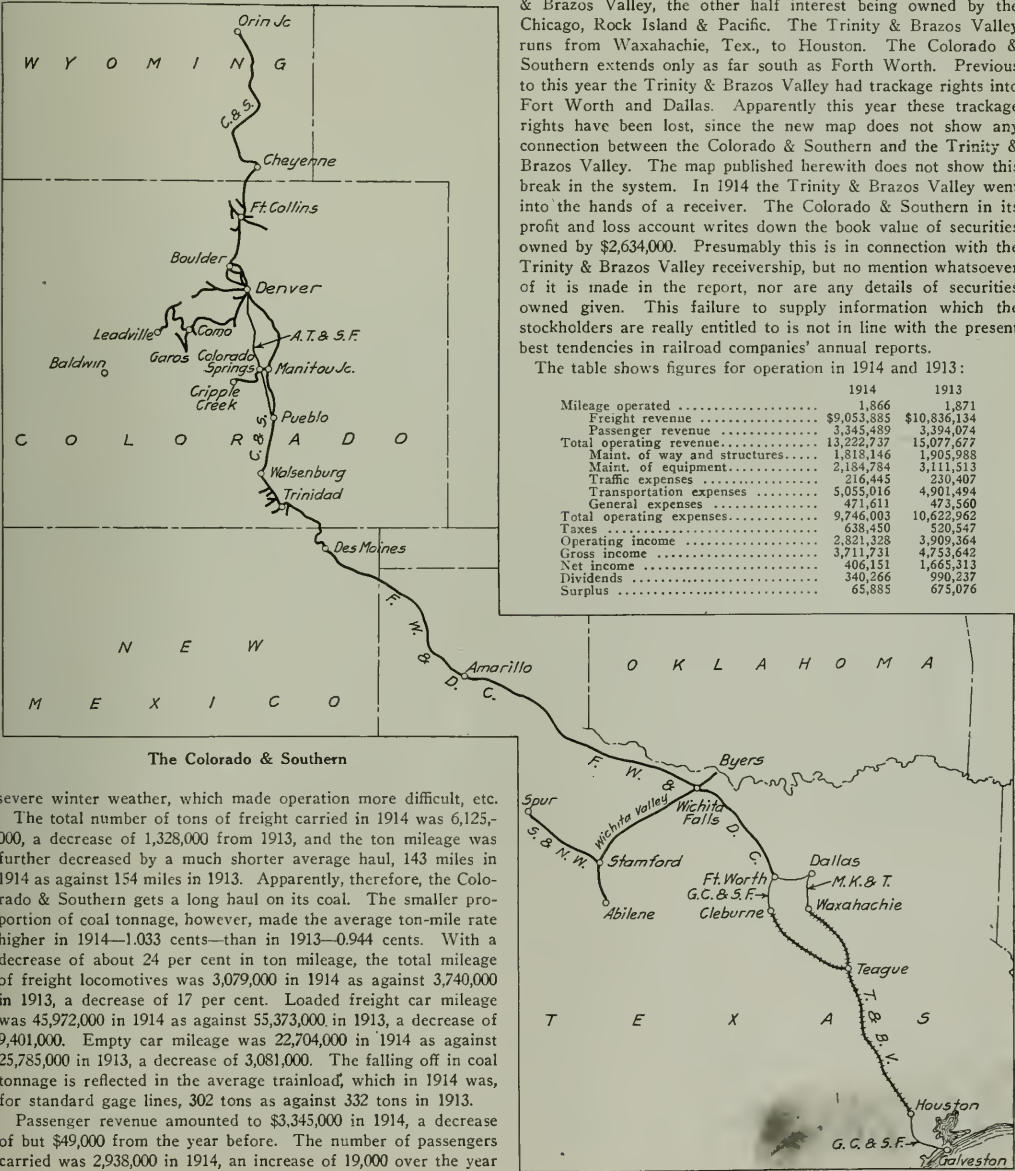 Orin Jc
W Y O M I N G
C. & S.
Cheyenne
Ft. Collins
Boulder
Denver
Leadville
Como
Garos
A.T. & S.F.
Baldwin
Colorado
Springs
Manitou Jc.
Cripple
Creek
Pueblo
C. & S.
C O L O R A D O
Walsenburg
Trinidad
Des Moines
F. W. & D. C.
N E W
M E X I C O
Amarillo
& Brazos Valley, the other half interest being owned by the
Chicago, Rock Island & Pacific. The Trinity & Brazos Valley
runs from Waxahachie, Tex., to Houston. The Colorado &
Southern extends only as far south as Forth Worth. Previous
to this year the Trinity & Brazos Valley had trackage rights into
Fort Worth and Dallas. Apparently this year these trackage
rights have been lost, since the new map does not show any
connection between the Colorado & Southern and the Trinity &
Brazos Valley. The map published herewith does not show this
break in the system. In 1914 the Trinity & Brazos Valley went
into the hands of a receiver. The Colorado & Southern in its
profit and loss account writes down the book value of securities
owned by $2,634,000. Presumably this is in connection with the
Trinity & Brazos Valley receivership, but no mention whatsoever
of it is made in the report, nor are any details of securities
owned given. This failure to supply information which the
stockholders are really entitled to is not in line with the present
best tendencies in railroad companies' annual reports.
The table shows figures for operation in 1914 and 1913:
1914 1913
Mileage operated .................... 1,866 1,871
Freight revenue .................... $9,053,885 $10,836,134
Passenger revenue ................ 3,345,489 3,394,074
Total operating revenue.............. 13,222,737 15,077,677
Maint. of way and structures..... 1,818,146 1,905,988
Maint. of equipment............. 2,184,784 3,111,513
Traffic expenses ................. 216,445 230,407
Transportation expenses ......... 5,055,016 4,901,494
General expenses ................ 471,611 473,560
Total operating expenses............. 9,746,003 10,622,962
Taxes .............................. 638,450 520,547
Operating income ................... 2,821,328 3,909,364
Gross income ....................... 3,711,731 4,753,642
Net income ......................... 406,151 1,665,313
Dividends .......................... 340,266 990,237
Surplus ............................ 65,885 675,076
O K L A H O M A
F. W. & D. C.
Byers
Wichita
Falls
Spur
S. & N. W.
Wichita Valley
Stamford
Abilene
Dallas
Ft. Worth
M.K. & T.
G.C. & S.F.
Cleburne
Waxahachie
Teague
T E X A S
T. & B. V.
Houston
G.C. & S.F.
Galveston
The Colorado & Southern
severe winter weather, which made operation more difficult, etc.
The total number of tons of freight carried in 1914 was 6,125,-
000, a decrease of 1,328,000 from 1913, and the ton mileage was
further decreased by a much shorter average haul, 143 miles in
1914 as against 154 miles in 1913. Apparently, therefore, the Colo-
rado & Southern gets a long haul on its coal. The smaller pro-
portion of coal tonnage, however, made the average ton-mile rate
higher in 1914—1.033 cents—than in 1913—0.944 cents. With a
decrease of about 24 per cent in ton mileage, the total mileage
of freight locomotives was 3,079,000 in 1914 as against 3,740,000
in 1913, a decrease of 17 per cent. Loaded freight car mileage
was 45,972,000 in 1914 as against 55,373,000 in 1913, a decrease of
9,401,000. Empty car mileage was 22,704,000 in 1914 as against
25,785,000 in 1913, a decrease of 3,081,000. The falling off in coal
tonnage is reflected in the average trainload, which in 1914 was,
for standard gage lines, 302 tons as against 332 tons in 1913.
Passenger revenue amounted to $3,345,000 in 1914, a decrease
of but $49,000 from the year before. The number of passengers
carried was 2,938,000 in 1914, an increase of 19,000 over the year